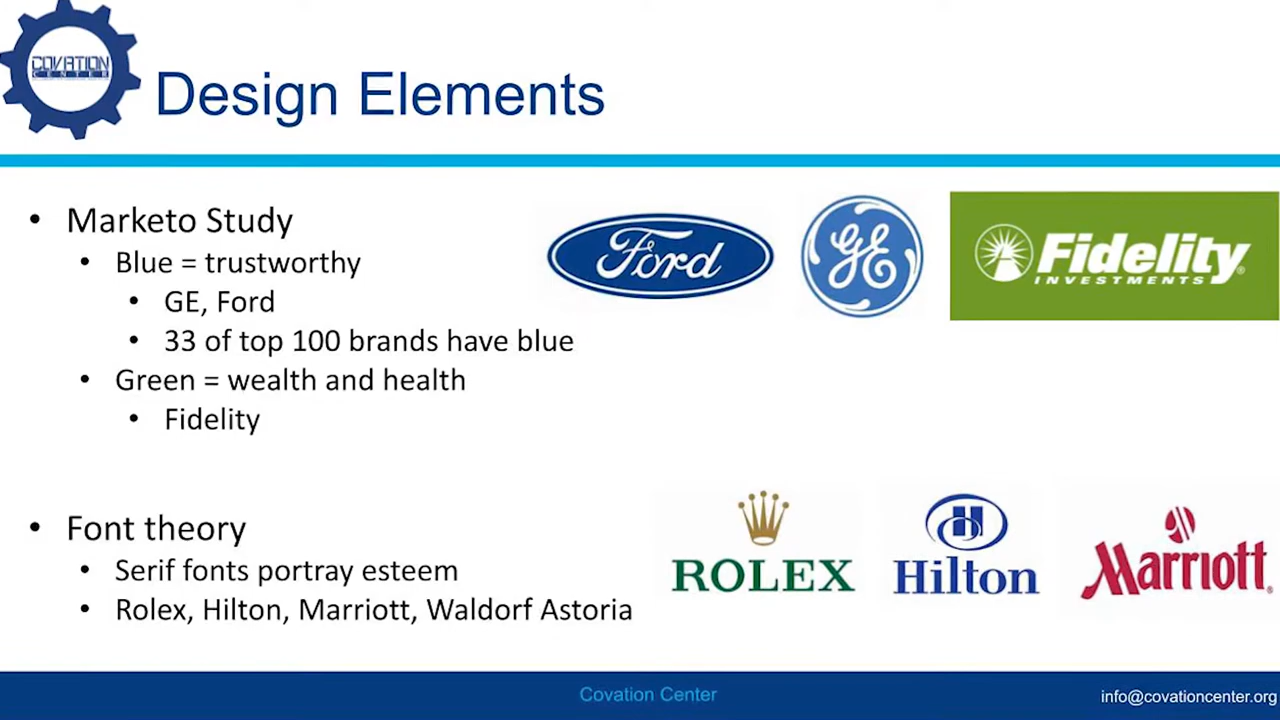 COVATION
CENTER
Design Elements
• Marketo Study
• Blue = trustworthy
• GE, Ford
• 33 of top 100 brands have blue
• Green = wealth and health
• Fidelity
Ford
GE
Fidelity®
INVESTMENTS
• Font theory
• Serif fonts portray esteem
• Rolex, Hilton, Marriott, Waldorf Astoria
ROLEX
H
Hilton
Marriott®
Covation Center
info@covationcenter.org